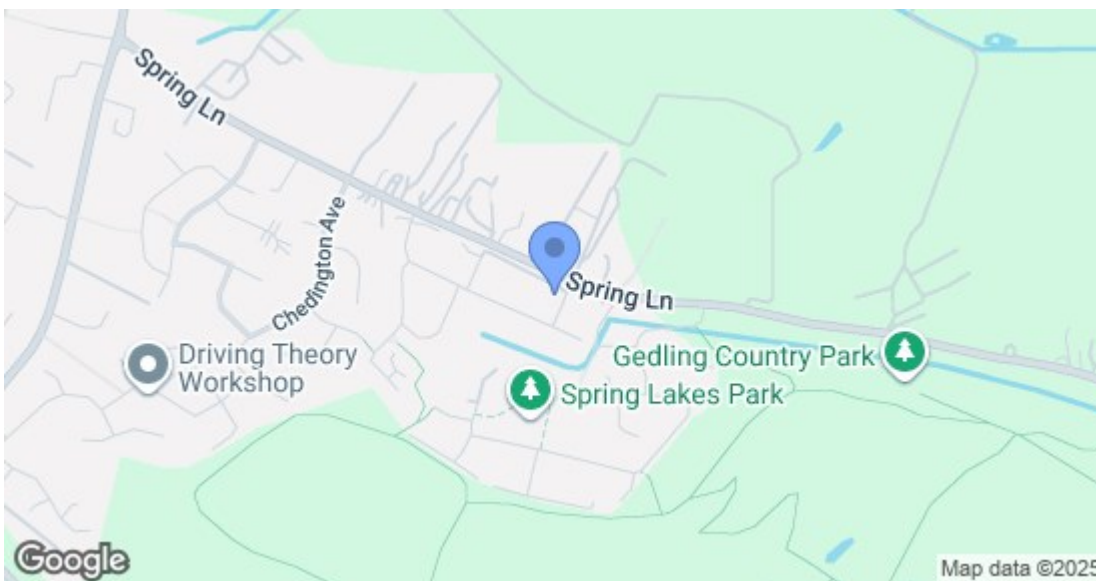 Spring Ln
Chedington Ave
Spring Ln
Driving Theory
Workshop
Gedling Country Park
Spring Lakes Park
Google
Map data ©2025